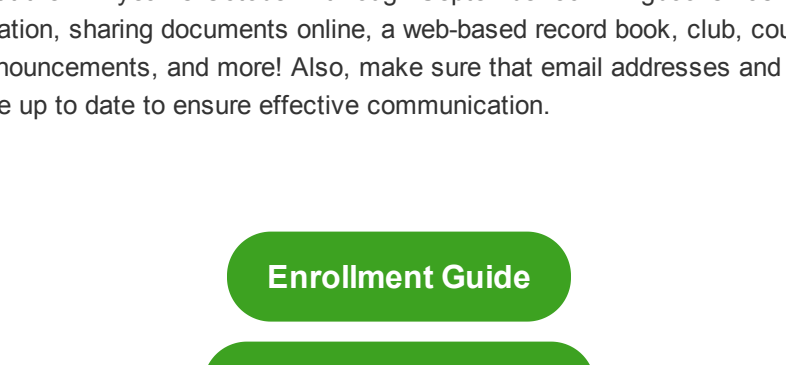 ation, sharing documents online, a web-based record book, club, cou
nouncements, and more! Also, make sure that email addresses and
e up to date to ensure effective communication.
Enrollment Guide